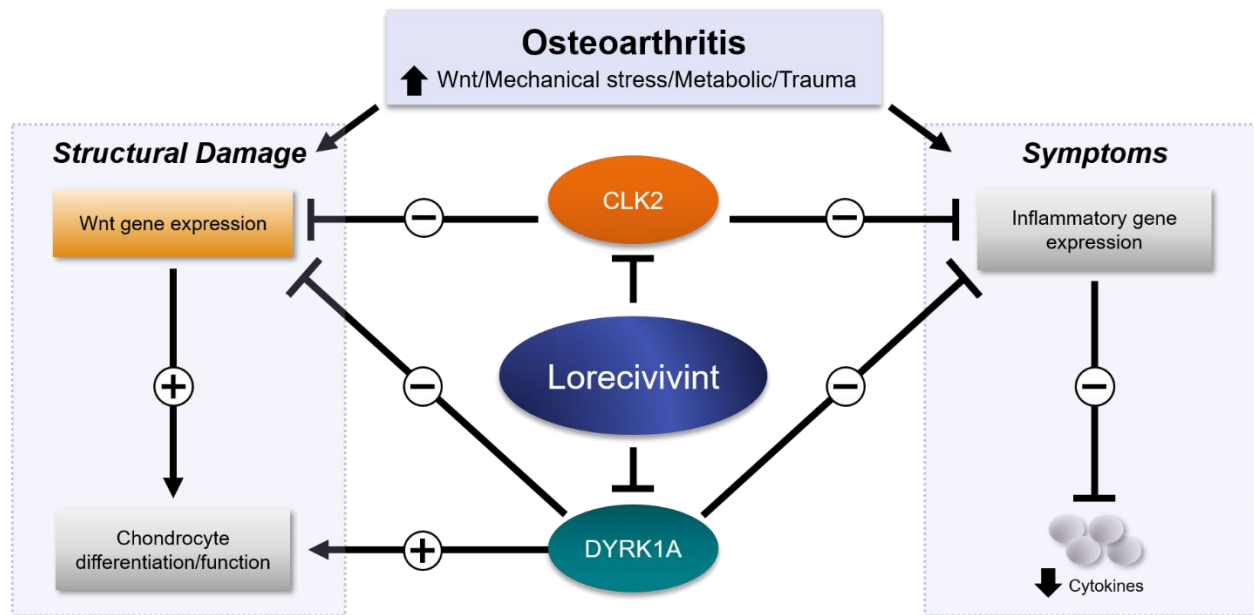 Osteoarthritis
Wnt/Mechanical stress/Metabolic/Trauma
Structural Damage
Symptoms
Wnt gene expression
CLK2
Inflammatory gene
expression
Lorecivivint
Chondrocyte
differentiation/function
DYRK1A
Cytokines